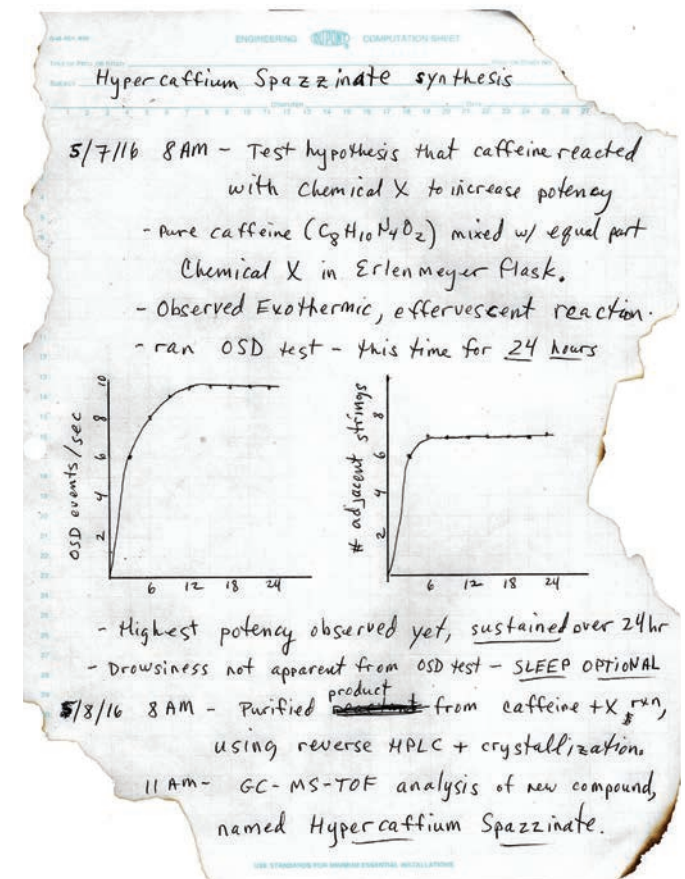 ENGINEERING DUPONT COMPUTATION SHEET
Hypercaffium Spazzinate synthesis
5/7/16 8 AM - Test hypothesis that caffeine reacted
with Chemical X to increase potency
- Pure caffeine (C8H10N4O2) mixed w/ equal part
Chemical X in Erlenmeyer flask.
- Observed Exothermic, effervescent reaction.
- ran OSD test - this time for 24 hours
OSD events/sec
2 4 6 8 10
6 12 18 24
# adjacent strings
2 4 6 8
6 12 18 24
- Highest potency observed yet, sustained over 24hr
- Drowsiness not apparent from OSD test - SLEEP OPTIONAL
5/8/16 8 AM - Purified product from caffeine +X rxn,
using reverse HPLC + crystallization.
11 AM- GC-MS-TOF analysis of new compound,
named Hypercaffium Spazzinate.